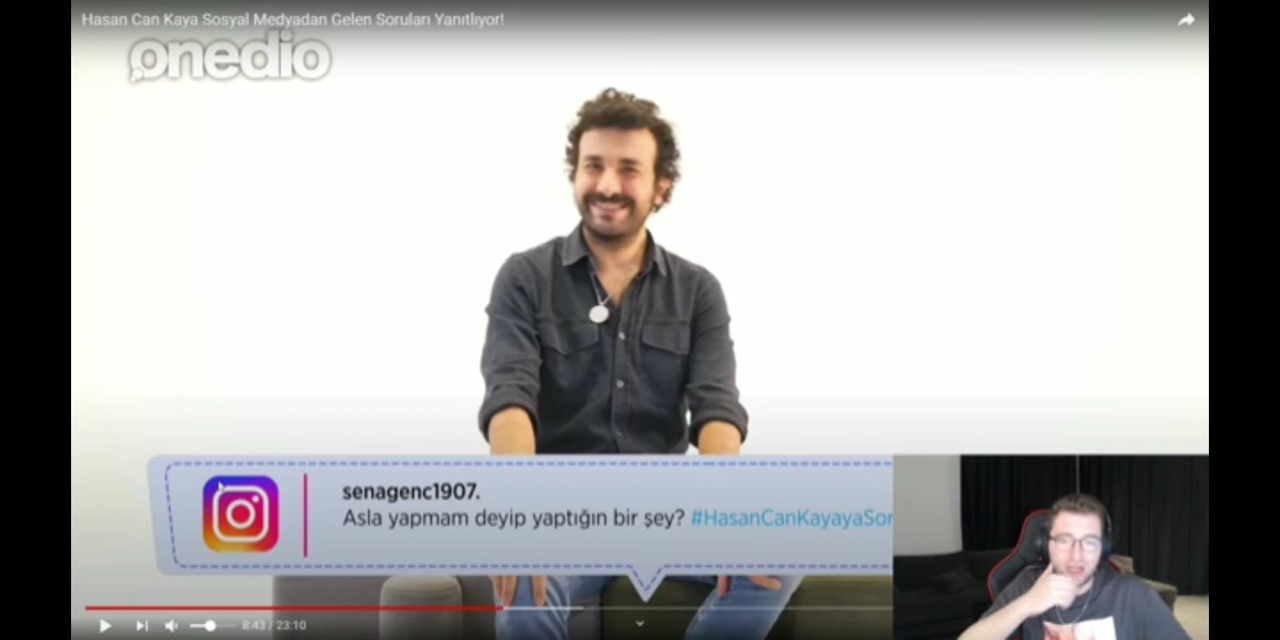 Hasan Can Kaya Sosyal Medyadan Gelen Soruları Yanıtlıyor!
onedio
senagenc1907.
Asla yapmam deyip yaptığın bir şey? #HasanCanKayayaSor
8:43 / 23:10